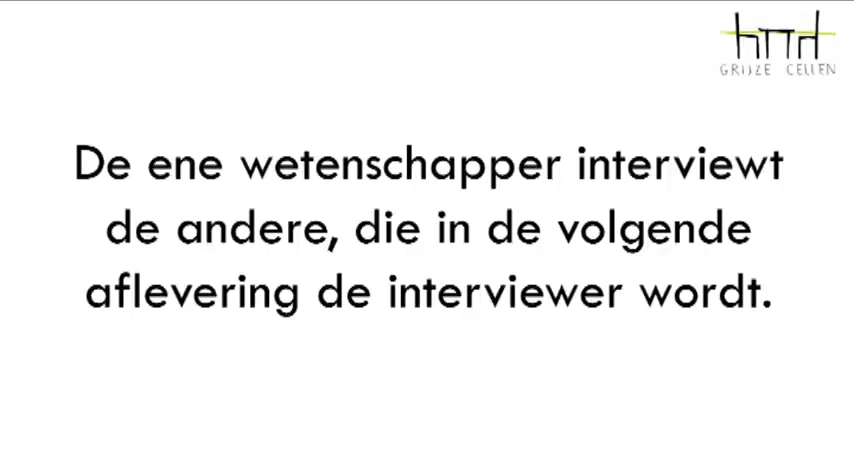 GRIJZE CELLEN
De ene wetenschapper interviewt
de andere, die in de volgende
aflevering de interviewer wordt.